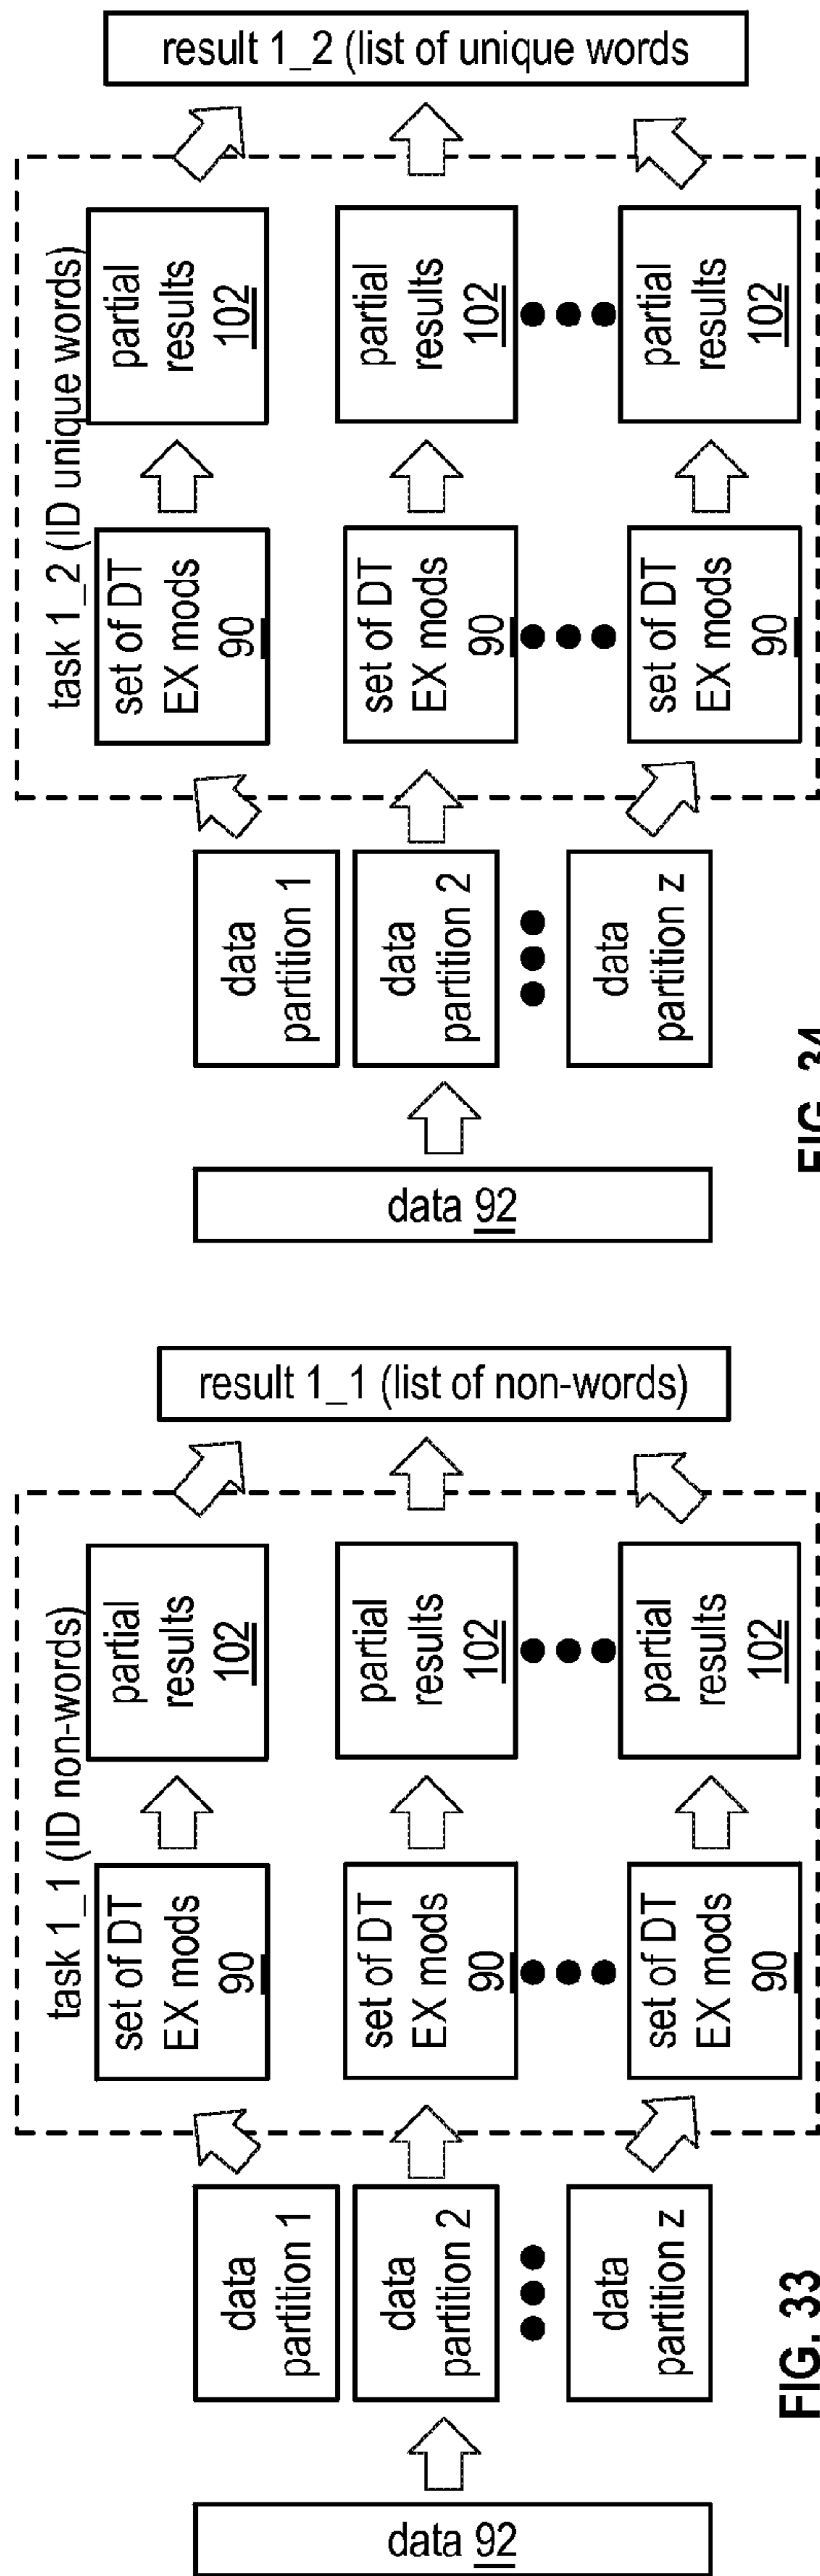 data 92
data
partition 1
data
partition 2
data
partition z
task 1_1 (ID non-words)
set of DT
EX mods
90
set of DT
EX mods
90
set of DT
EX mods
90
partial
results
102
partial
results
102
partial
results
102
result 1_1 (list of non-words)
FIG. 33
data 92
data
partition 1
data
partition 2
data
partition z
task 1_2 (ID unique words)
set of DT
EX mods
90
set of DT
EX mods
90
set of DT
EX mods
90
partial
results
102
partial
results
102
partial
results
102
result 1_2 (list of unique words
FIG. 34